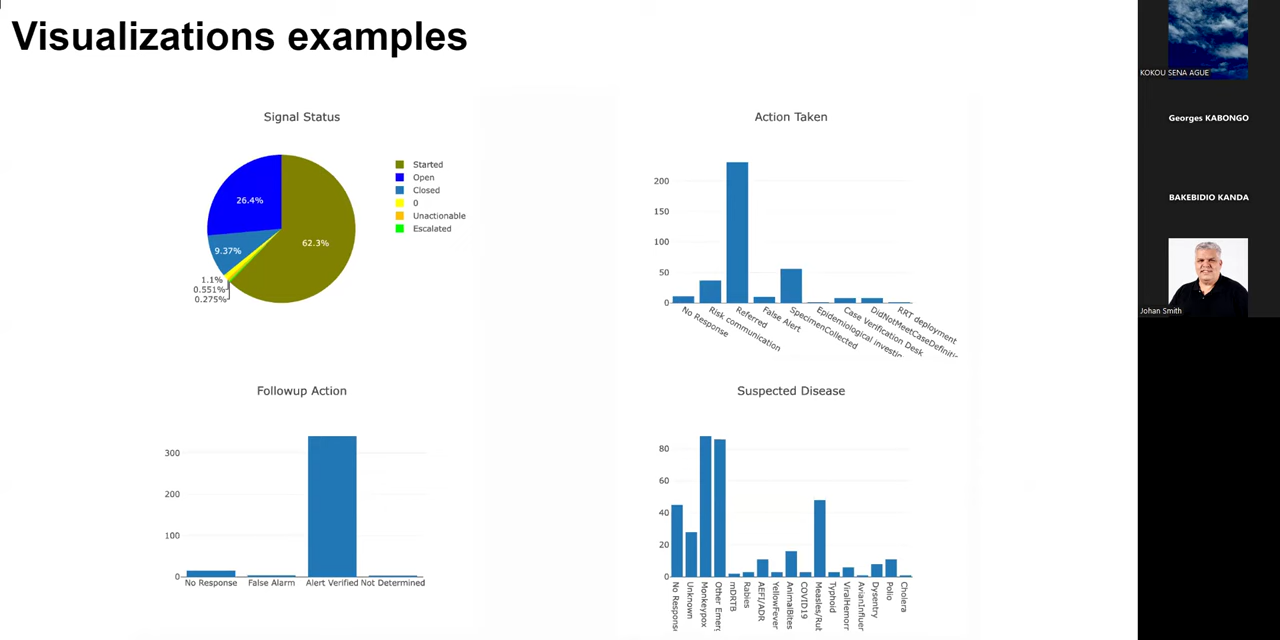 Visualizations examples
Signal Status
26.4%
9.37%
62.3%
1.1%
0.551%
0.275%
Started
Open
Closed
0
Unactionable
Escalated
Action Taken
200
150
100
50
0
No Response
Risk communication
Referred
False Alert
SpecimenCollected
Epidemiological investig
Case Verification Desk
DidNotMeetCaseDefiniti
RRT deployment
Followup Action
300
200
100
0
No Response
False Alarm
Alert Verified
Not Determined
Suspected Disease
80
60
40
20
0
No Respons
Unknown
Monkeypox
Other Emerg
mDRTB
Rabies
AEFI/ADR
YellowFever
AnimalBites
COVID19
Measles/Rub
Typhoid
ViralHemorr
AvianInfluen
Dysentry
Polio
Cholera
KOKOU SENA AGUE
Georges KABONGO
BAKEBIDIO KANDA
Johan Smith